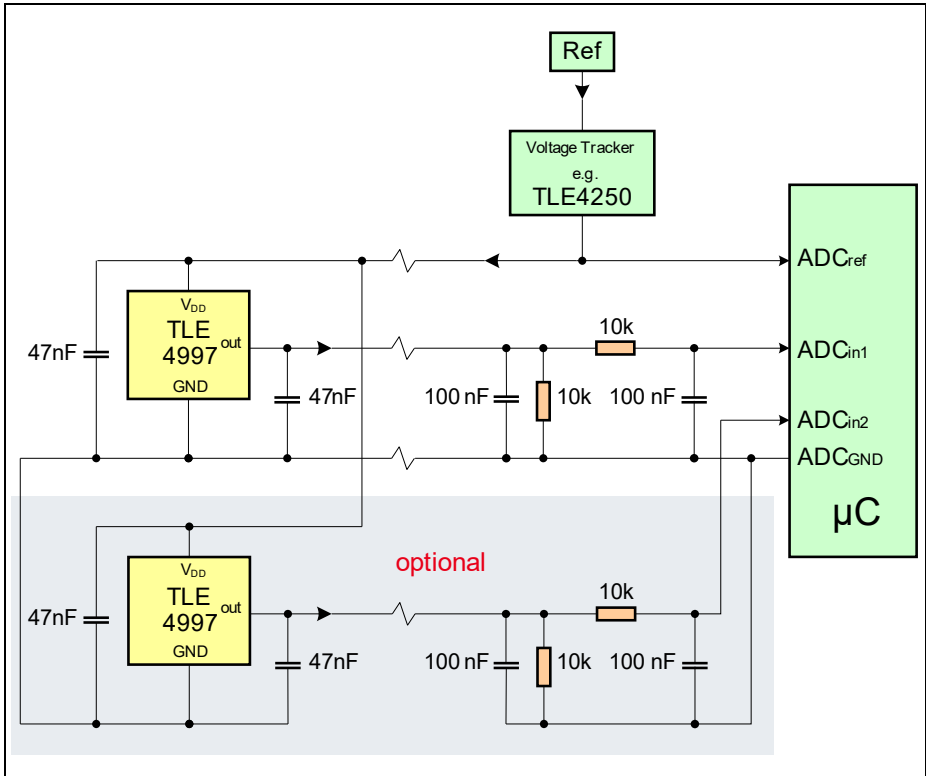 Ref
Voltage Tracker
e.g.
TLE4250
ADCref
VDD
TLE
4997
out
GND
47nF
47nF
10k
100 nF
10k
100 nF
ADCin1
ADCin2
ADCGND
µC
optional
VDD
TLE
4997
out
GND
47nF
47nF
10k
100 nF
10k
100 nF